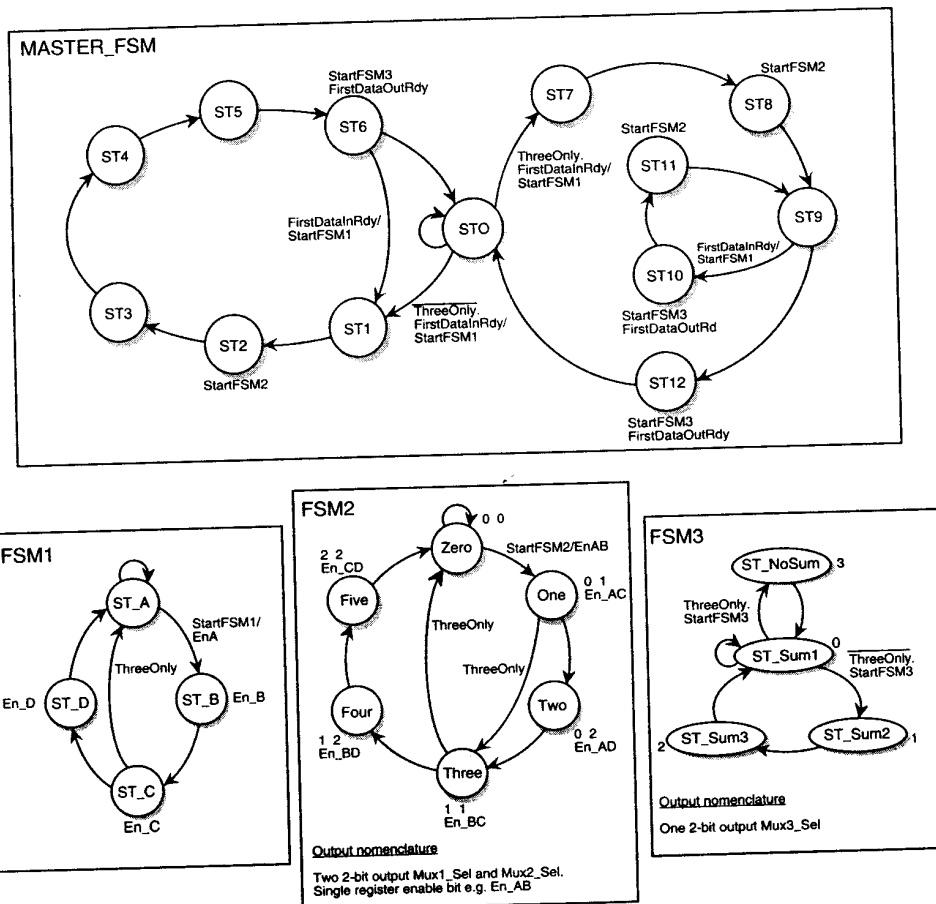 MASTER_FSM
StartFSM3
FirstDataOutRdy
ST5
ST6
ST4
ST7
StartFSM2
ST8
StartFSM2
ST11
ThreeOnly.
FirstDataInRdy/
StartFSM1
FirstDataInRdy/
StartFSM1
STO
ST9
FirstDataInRdy/
StartFSM1
ST10
StartFSM3
FirstDataOutRd
ST3
ST2
StartFSM2
ST1
ThreeOnly.
FirstDataInRdy/
StartFSM1
ST12
StartFSM3
FirstDataOutRdy
FSM1
ST_A
StartFSM1/
EnA
ThreeOnly
En_D
ST_D
ST_B
En_B
ST_C
En_C
FSM2
0 0
Zero
StartFSM2/EnAB
2 2
En_CD
Five
One
0 1
En_AC
ThreeOnly
ThreeOnly
Four
1 2
En_BD
Two
0 2
En_AD
Three
1 1
En_BC
Output nomenclature
Two 2-bit output Mux1_Sel and Mux2_Sel.
Single register enable bit e.g. En_AB
FSM3
ST_NoSum
3
ThreeOnly.
StartFSM3
0
ST_Sum1
ThreeOnly.
StartFSM3
2
ST_Sum3
ST_Sum2
1
Output nomenclature
One 2-bit output Mux3_Sel